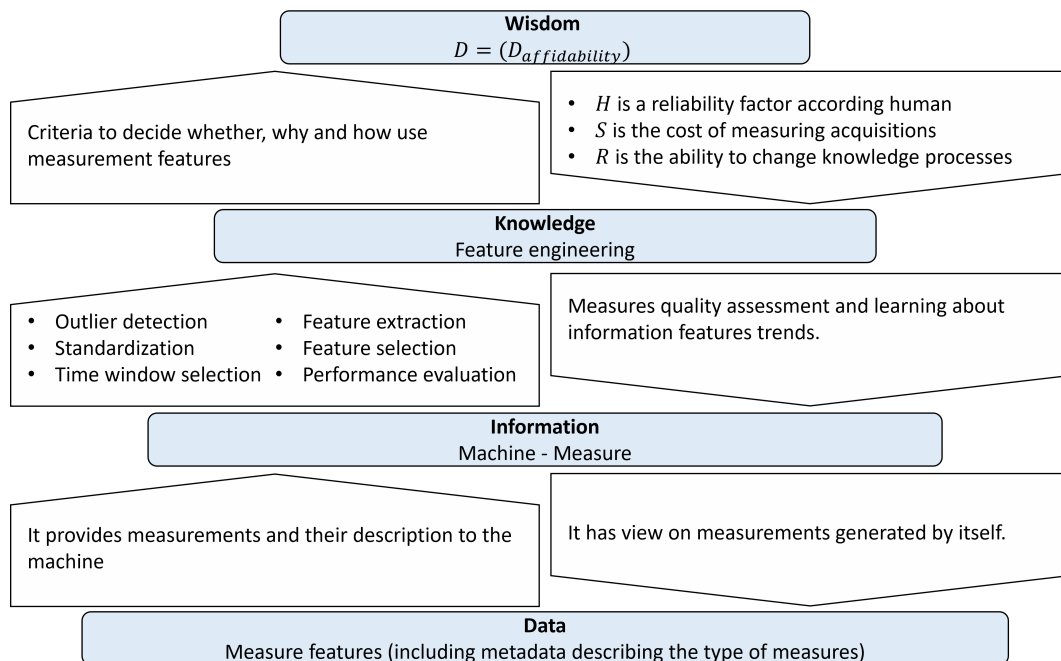 Wisdom
D = (D_affidability)
Criteria to decide whether, why and how use
measurement features
• H is a reliability factor according human
• S is the cost of measuring acquisitions
• R is the ability to change knowledge processes
Knowledge
Feature engineering
• Outlier detection
• Standardization
• Time window selection
• Feature extraction
• Feature selection
• Performance evaluation
Measures quality assessment and learning about
information features trends.
Information
Machine - Measure
It provides measurements and their description to the
machine
It has view on measurements generated by itself.
Data
Measure features (including metadata describing the type of measures)